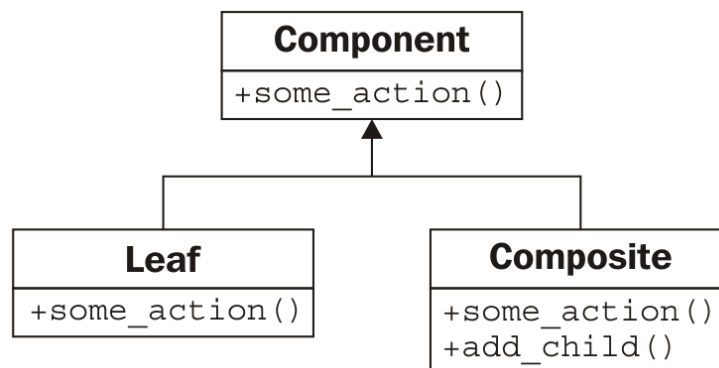 Component
+some_action()
Leaf
+some_action()
Composite
+some_action()
+add_child()